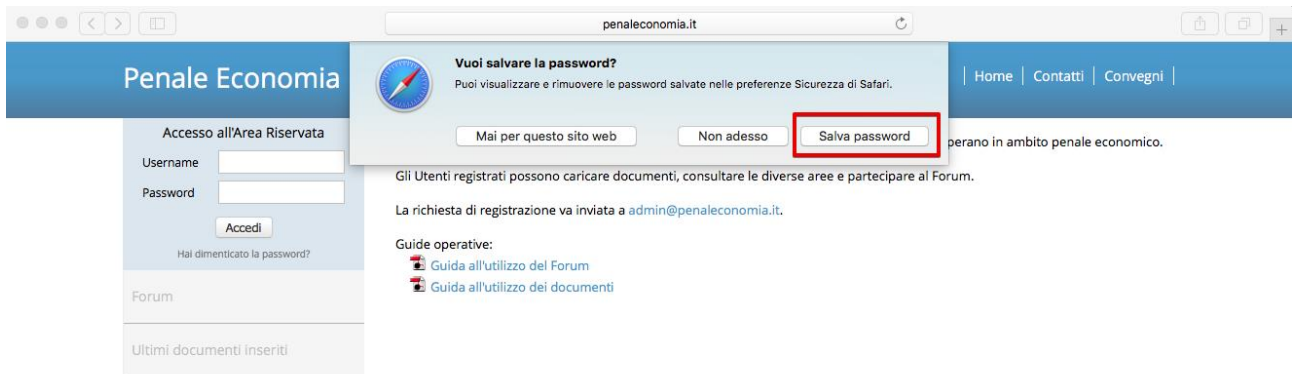 penaleconomia.it
Penale Economia
Vuoi salvare la password?
Puoi visualizzare e rimuovere le password salvate nelle preferenze Sicurezza di Safari.
Mai per questo sito web
Non adesso
Salva password
Home | Contatti | Convegni |
Accesso all'Area Riservata
Username
Password
Accedi
Hai dimenticato la password?
Forum
Ultimi documenti inseriti
perano in ambito penale economico.
Gli Utenti registrati possono caricare documenti, consultare le diverse aree e partecipare al Forum.
La richiesta di registrazione va inviata a admin@penaleconomia.it.
Guide operative:
Guida all'utilizzo del Forum
Guida all'utilizzo dei documenti